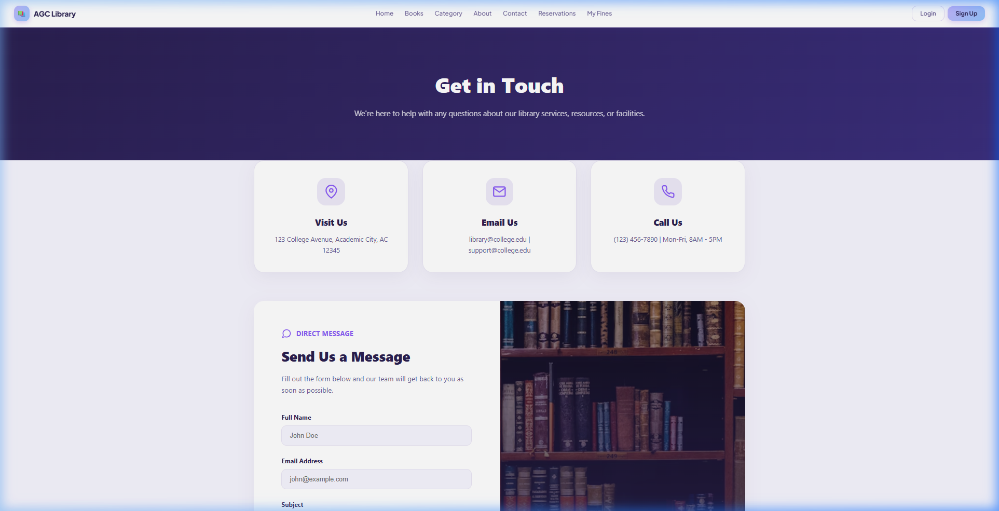 AGC Library
Home Books Category About Contact Reservations My Fines
Login Sign Up
Get in Touch
We're here to help with any questions about our library services, resources, or facilities.
Visit Us
123 College Avenue, Academic City, AC
12345
Email Us
library@college.edu |
support@college.edu
Call Us
(123) 456-7890 | Mon-Fri, 8AM - 5PM
DIRECT MESSAGE
Send Us a Message
Fill out the form below and our team will get back to you as
soon as possible.
Full Name
John Doe
Email Address
john@example.com
Subject
248
249